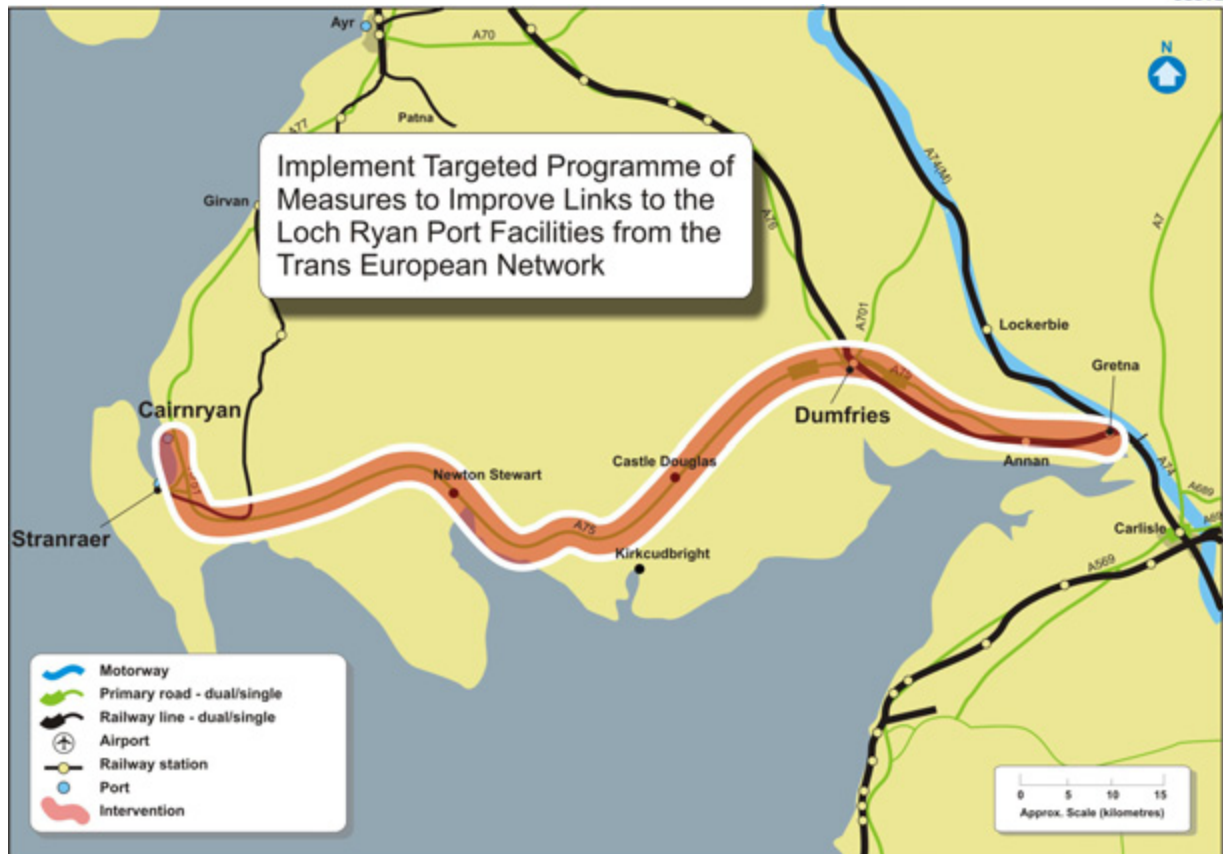 Ayr
A70
N
A77
Patna
Implement Targeted Programme of
Measures to Improve Links to the
Loch Ryan Port Facilities from the
Trans European Network
A74(M)
A7
Girvan
A76
A701
Lockerbie
Gretna
A75
Cairnryan
Dumfries
Castle Douglas
Newton Stewart
Annan
A74
A689
Stranraer
A75
Carlisle
Kirkcudbright
A569
Motorway
Primary road - dual/single
Railway line - dual/single
Airport
Railway station
Port
Intervention
0 5 10 15
Approx. Scale (kilometres)